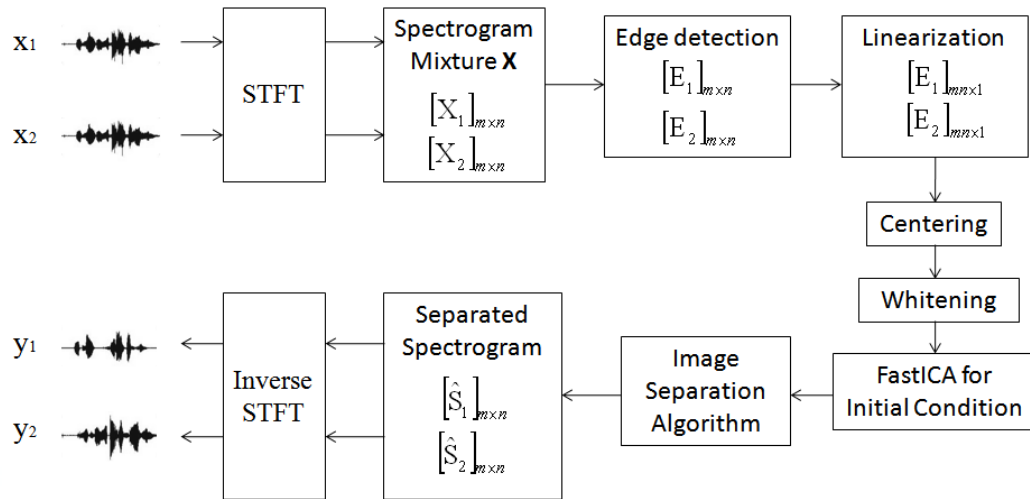 x1
x2
STFT
Spectrogram
Mixture X
[X1]m×n
[X2]m×n
Edge detection
[E1]m×n
[E2]m×n
Linearization
[E1]mn×1
[E2]mn×1
Centering
Whitening
FastICA for
Initial Condition
Image
Separation
Algorithm
Separated
Spectrogram
[Ŝ1]m×n
[Ŝ2]m×n
Inverse
STFT
y1
y2